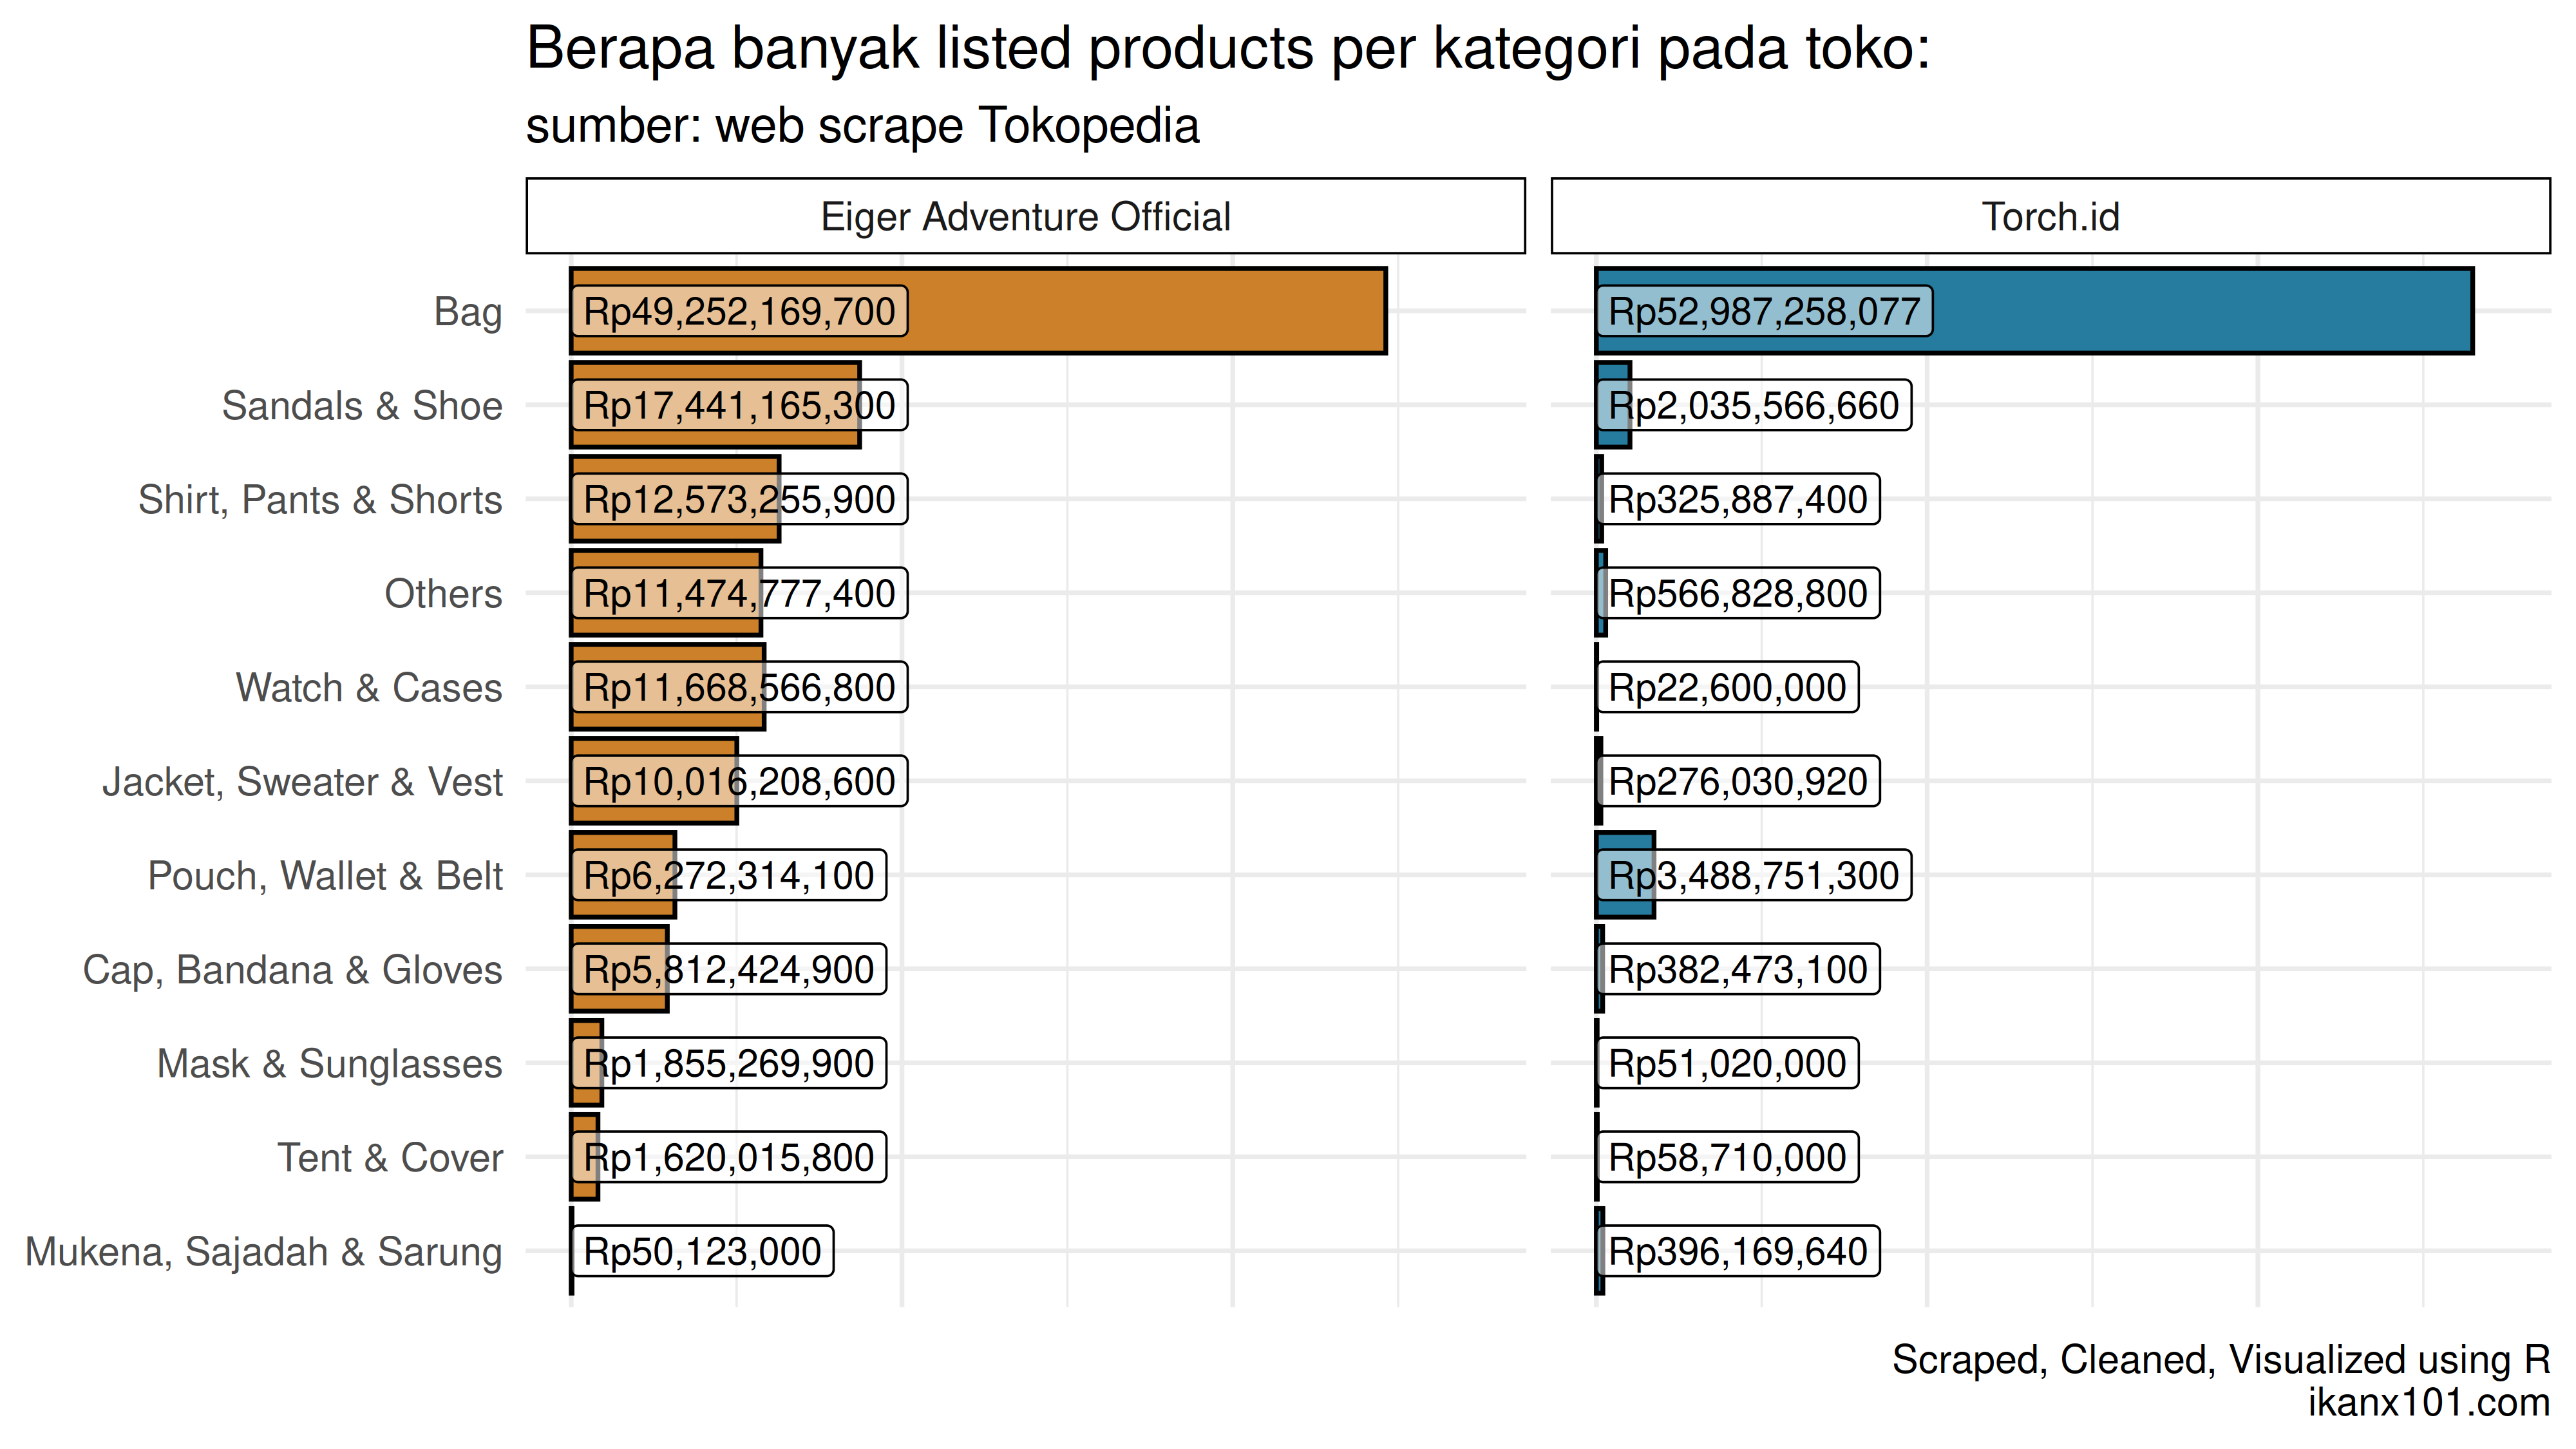 Berapa banyak listed products per kategori pada toko:
sumber: web scrape Tokopedia
Eiger Adventure Official
Torch.id
Bag
Rp49,252,169,700
Rp52,987,258,077
Sandals & Shoe
Rp17,441,165,300
Rp2,035,566,660
Shirt, Pants & Shorts
Rp12,573,255,900
Rp325,887,400
Others
Rp11,474,777,400
Rp566,828,800
Watch & Cases
Rp11,668,566,800
Rp22,600,000
Jacket, Sweater & Vest
Rp10,016,208,600
Rp276,030,920
Pouch, Wallet & Belt
Rp6,272,314,100
Rp3,488,751,300
Cap, Bandana & Gloves
Rp5,812,424,900
Rp382,473,100
Mask & Sunglasses
Rp1,855,269,900
Rp51,020,000
Tent & Cover
Rp1,620,015,800
Rp58,710,000
Mukena, Sajadah & Sarung
Rp50,123,000
Rp396,169,640
Scraped, Cleaned, Visualized using R
ikanx101.com